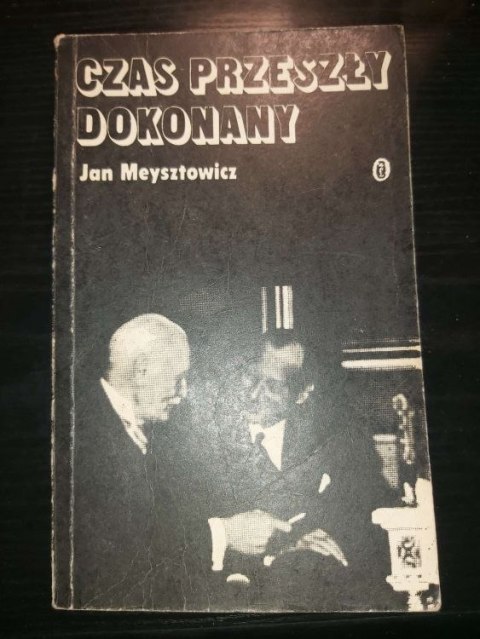 CZAS PRZESZŁY
DOKONANY
Jan Meysztowicz